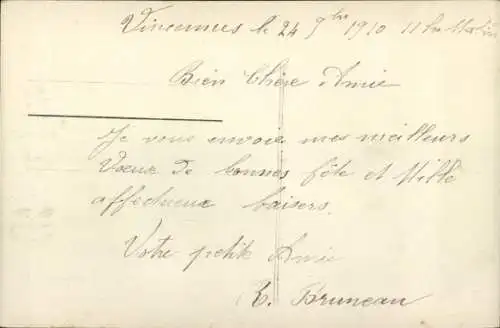 Vincennes le 24 9bre 1910 11 hr Matin
Bien Chère Amie
Je vous envoie mes meilleurs
Voeux de bonnes fête et Mille
affectueux baisers.
Votre petite Amie
Bruneau